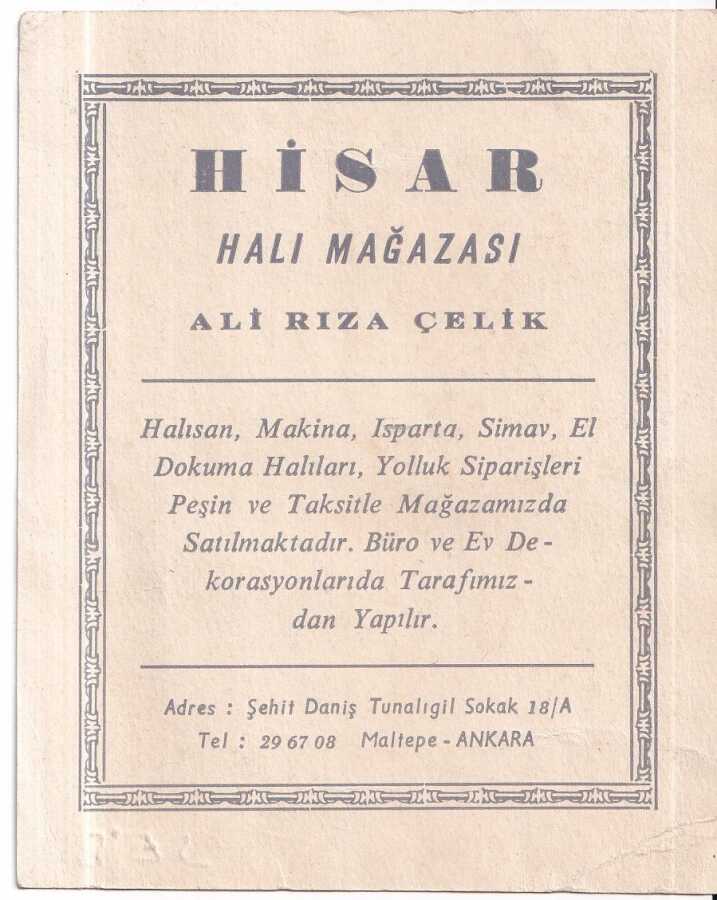 HİSAR
HALI MAĞAZASI
ALİ RIZA ÇELİK
Halısan, Makina, Isparta, Simav, El
Dokuma Halıları, Yolluk Siparişleri
Peşin ve Taksitle Mağazamızda
Satılmaktadır. Büro ve Ev De -
korasyonlarıda Tarafımız -
dan Yapılır.
Adres : Şehit Daniş Tunalıgil Sokak 18/A
Tel : 29 67 08 Maltepe - ANKARA